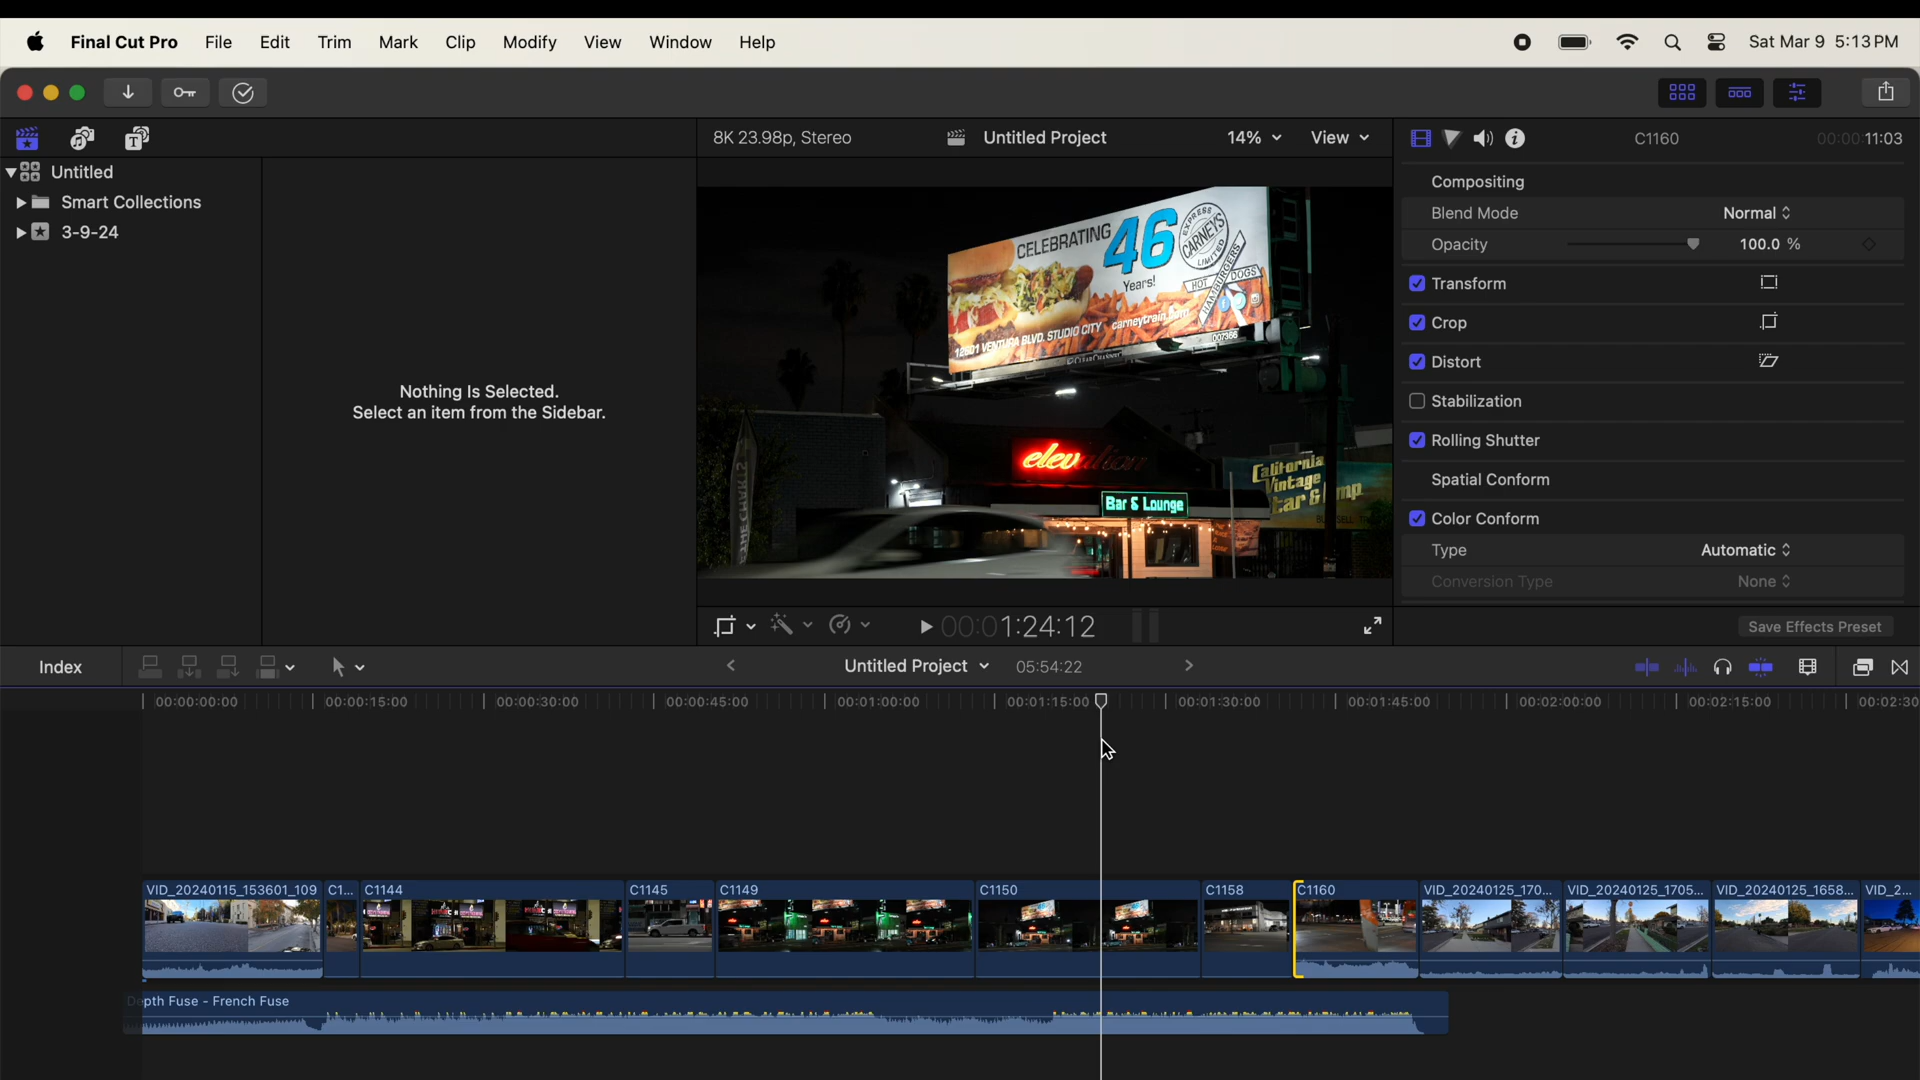 Final Cut Pro File Edit Trim Mark Clip Modify View Window Help Sat Mar 9 5:13 PM
8K 23.98p, Stereo Untitled Project 14% View C1160 00:00:11:03
Untitled
Smart Collections
3-9-24
Nothing Is Selected.
Select an item from the Sidebar.
CELEBRATING 46 Years!
EXPRESS
CARNEY'S
LIMITED
HAMBURGERS
HOT DOGS
12601 VENTURA BLVD. STUDIO CITY carneytrain.com
007366
elevation
Bar & Lounge
California
Vintage
Compositing
Blend Mode Normal
Opacity 100.0 %
Transform
Crop
Distort
Stabilization
Rolling Shutter
Spatial Conform
Color Conform
Type Automatic
Conversion Type None
Save Effects Preset
00:01:24:12
Index Untitled Project 05:54:22
00:00:00:00 00:00:15:00 00:00:30:00 00:00:45:00 00:01:00:00 00:01:15:00 00:01:30:00 00:01:45:00 00:02:00:00 00:02:15:00 00:02:30
VID_20240115_153601_109 C1... C1144 C1145 C1149 C1150 C1158 C1160 VID_20240125_170... VID_20240125_1705... VID_20240125_1658... VID_2...
Depth Fuse - French Fuse